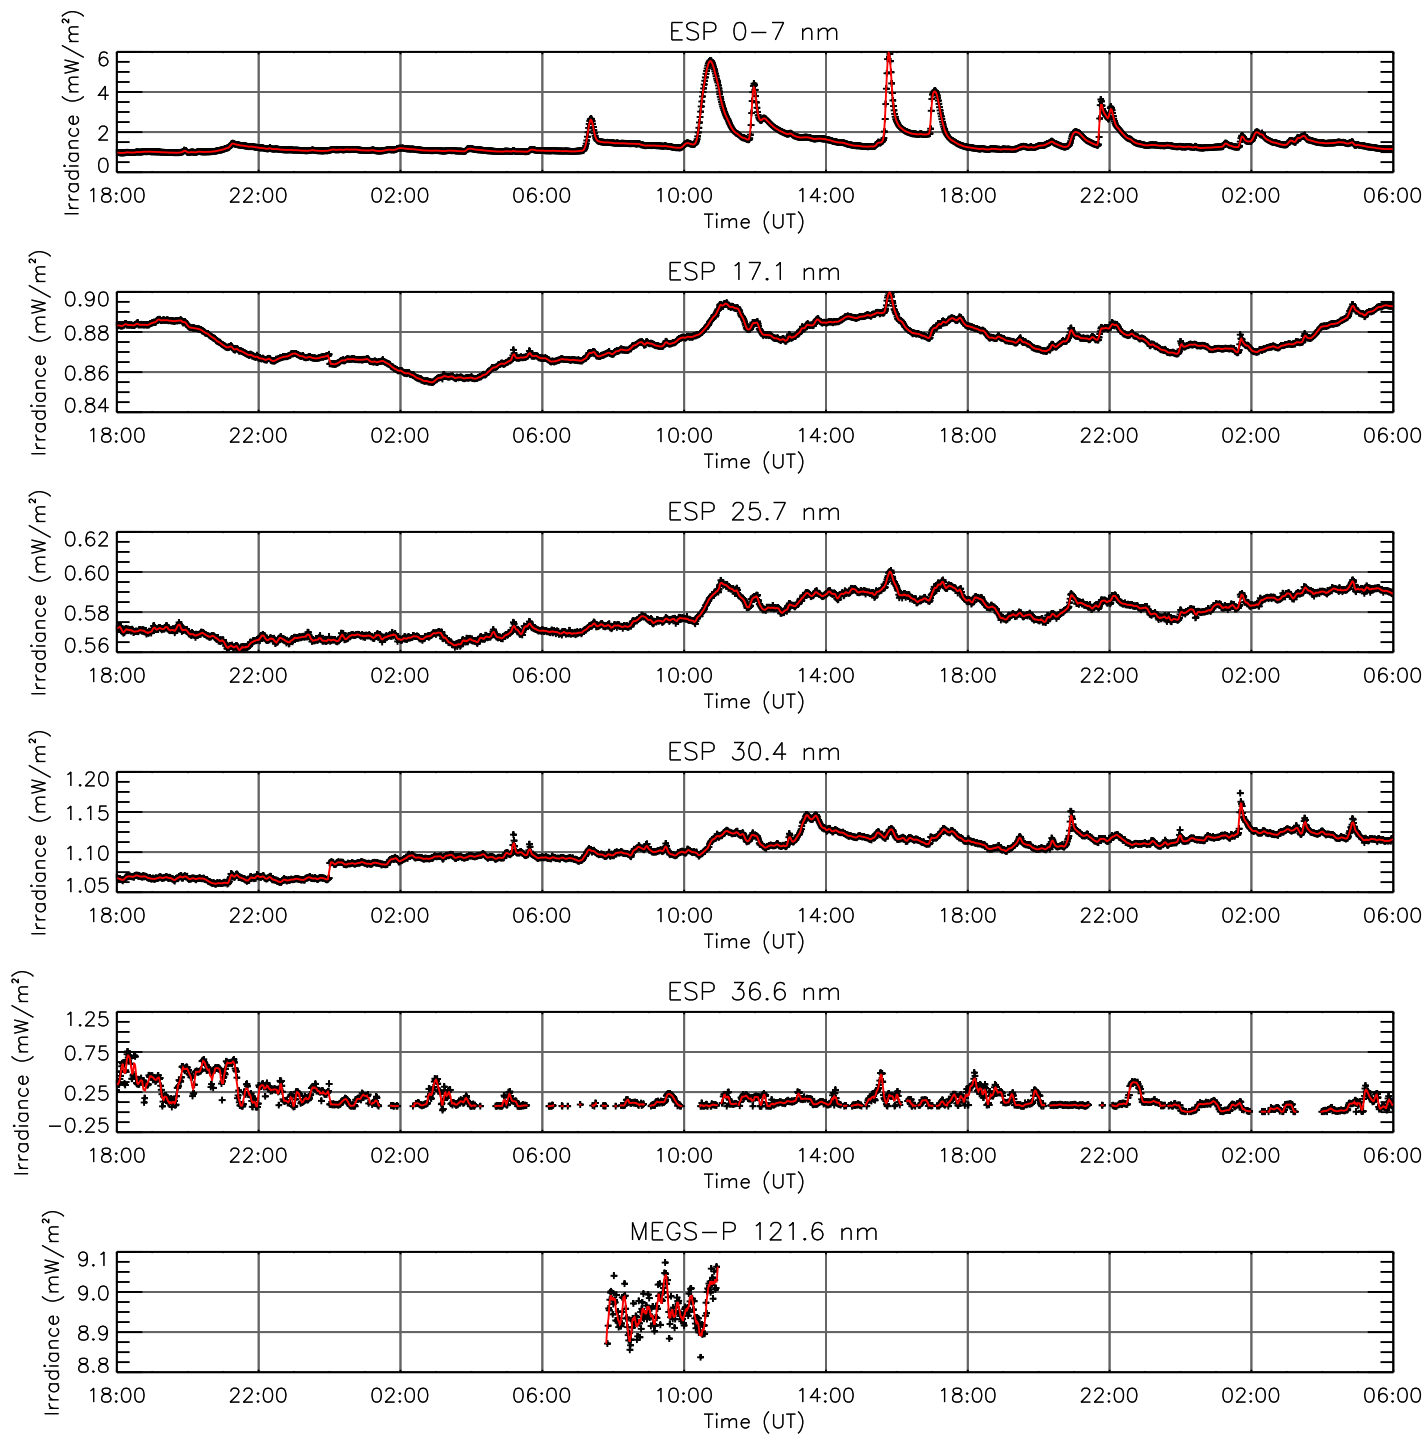 ESP 0-7 nm
Irradiance (mW/m²)
6
4
2
0
18:00 22:00 02:00 06:00 10:00 14:00 18:00 22:00 02:00 06:00
Time (UT)
ESP 17.1 nm
Irradiance (mW/m²)
0.90
0.88
0.86
0.84
18:00 22:00 02:00 06:00 10:00 14:00 18:00 22:00 02:00 06:00
Time (UT)
ESP 25.7 nm
Irradiance (mW/m²)
0.62
0.60
0.58
0.56
18:00 22:00 02:00 06:00 10:00 14:00 18:00 22:00 02:00 06:00
Time (UT)
ESP 30.4 nm
Irradiance (mW/m²)
1.20
1.15
1.10
1.05
18:00 22:00 02:00 06:00 10:00 14:00 18:00 22:00 02:00 06:00
Time (UT)
ESP 36.6 nm
Irradiance (mW/m²)
1.25
0.75
0.25
-0.25
18:00 22:00 02:00 06:00 10:00 14:00 18:00 22:00 02:00 06:00
Time (UT)
MEGS-P 121.6 nm
Irradiance (mW/m²)
9.1
9.0
8.9
8.8
18:00 22:00 02:00 06:00 10:00 14:00 18:00 22:00 02:00 06:00
Time (UT)